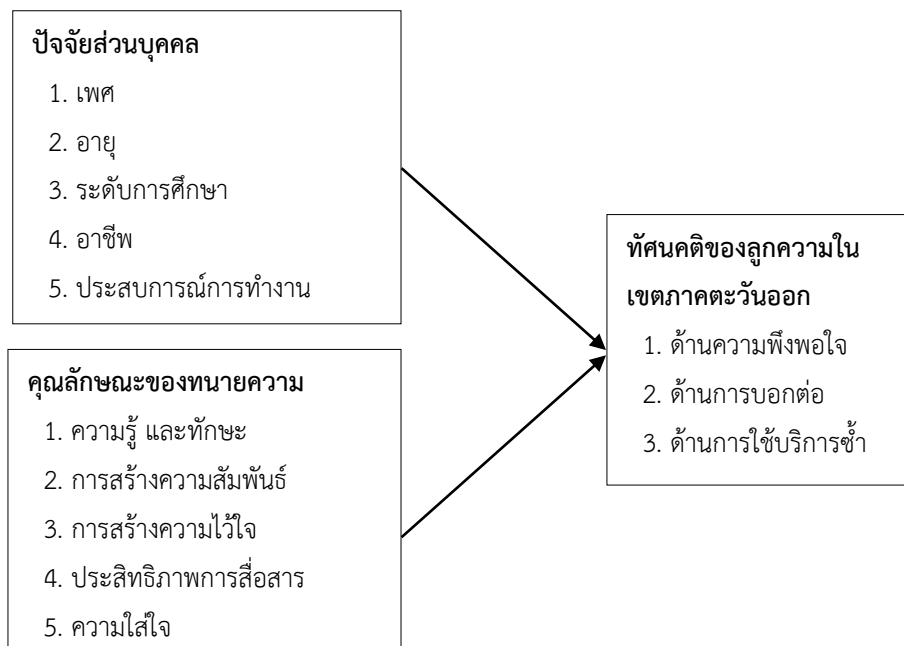 ปัจจัยส่วนบุคคล
1. เพศ
2. อายุ
3. ระดับการศึกษา
4. อาชีพ
5. ประสบการณ์การทำงาน
คุณลักษณะของทนายความ
1. ความรู้ และทักษะ
2. การสร้างความสัมพันธ์
3. การสร้างความไว้ใจ
4. ประสิทธิภาพการสื่อสาร
5. ความใส่ใจ
ทัศนคติของลูกความใน
เขตภาคตะวันออก
1. ด้านความพึงพอใจ
2. ด้านการบอกต่อ
3. ด้านการใช้บริการซ้ำ